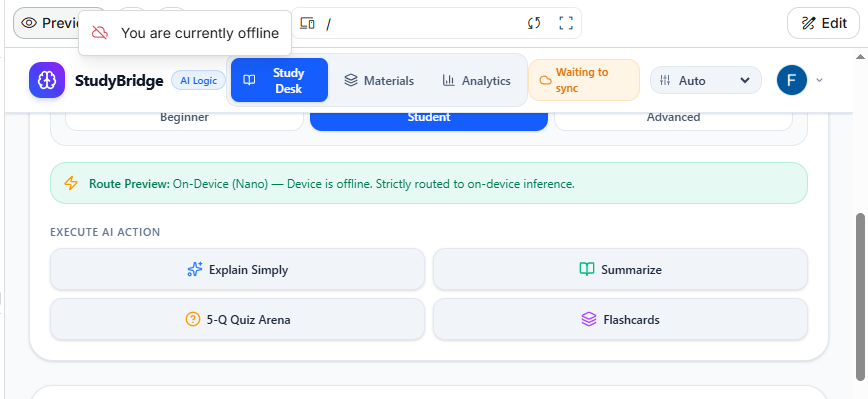 Previ
You are currently offline
/
Edit
StudyBridge
AI Logic
Study
Desk
Materials
Analytics
Waiting to
sync
Auto
F
Beginner
Student
Advanced
Route Preview: On-Device (Nano) — Device is offline. Strictly routed to on-device inference.
EXECUTE AI ACTION
Explain Simply
Summarize
5-Q Quiz Arena
Flashcards